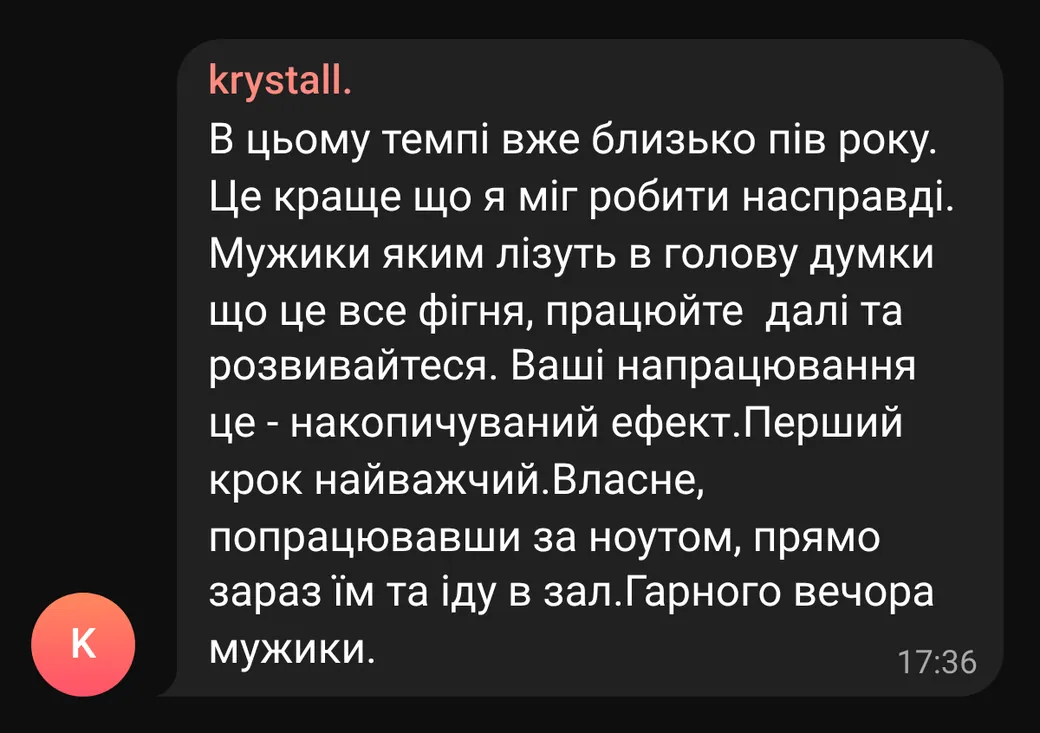 krystall.
В цьому темпі вже близько пів року.
Це краще що я міг робити насправді.
Мужики яким лізуть в голову думки
що це все фігня, працюйте  далі та
розвивайтеся. Ваші напрацювання
це - накопичуваний ефект.Перший
крок найважчий.Власне,
попрацювавши за ноутом, прямо
зараз їм та іду в зал.Гарного вечора
мужики.
17:36
K